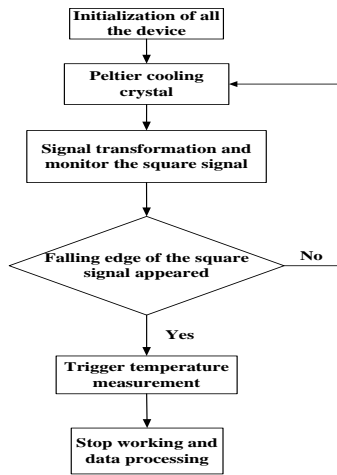 Initialization of all
the device
Peltier cooling
crystal
Signal transformation and
monitor the square signal
Falling edge of the square
signal appeared
No
Yes
Trigger temperature
measurement
Stop working and
data processing